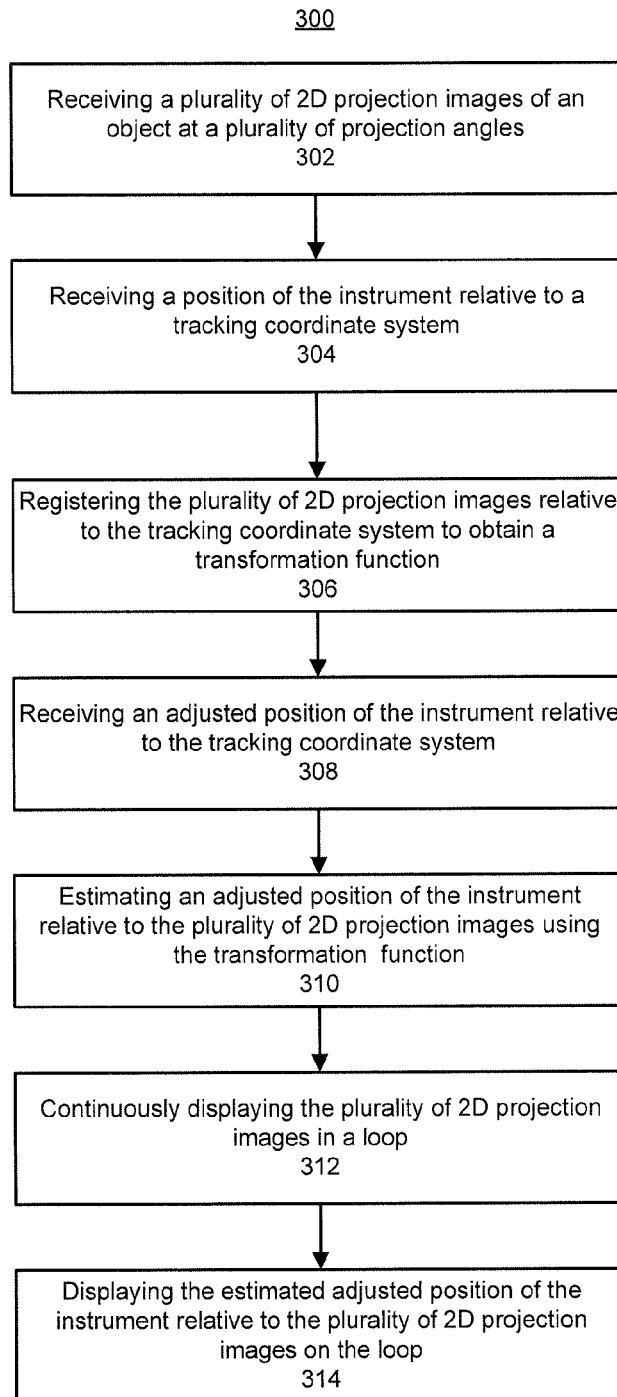 300
Receiving a plurality of 2D projection images of an
object at a plurality of projection angles
302
Receiving a position of the instrument relative to a
tracking coordinate system
304
Registering the plurality of 2D projection images relative
to the tracking coordinate system to obtain a
transformation function
306
Receiving an adjusted position of the instrument relative
to the tracking coordinate system
308
Estimating an adjusted position of the instrument
relative to the plurality of 2D projection images using
the transformation function
310
Continuously displaying the plurality of 2D projection
images in a loop
312
Displaying the estimated adjusted position of the
instrument relative to the plurality of 2D projection
images on the loop
314